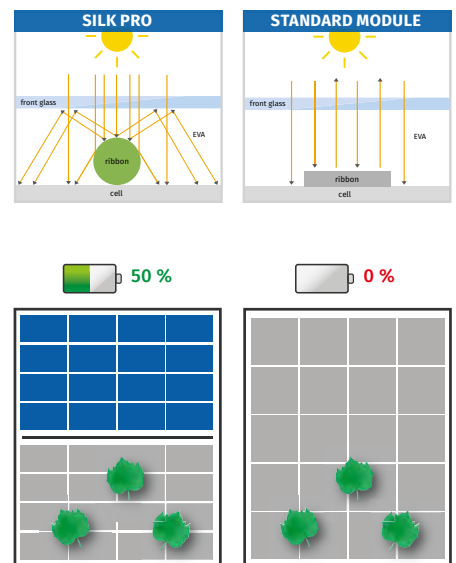 SILK PRO
STANDARD MODULE
front glass
EVA
ribbon
cell
front glass
EVA
ribbon
cell
50 %
0 %